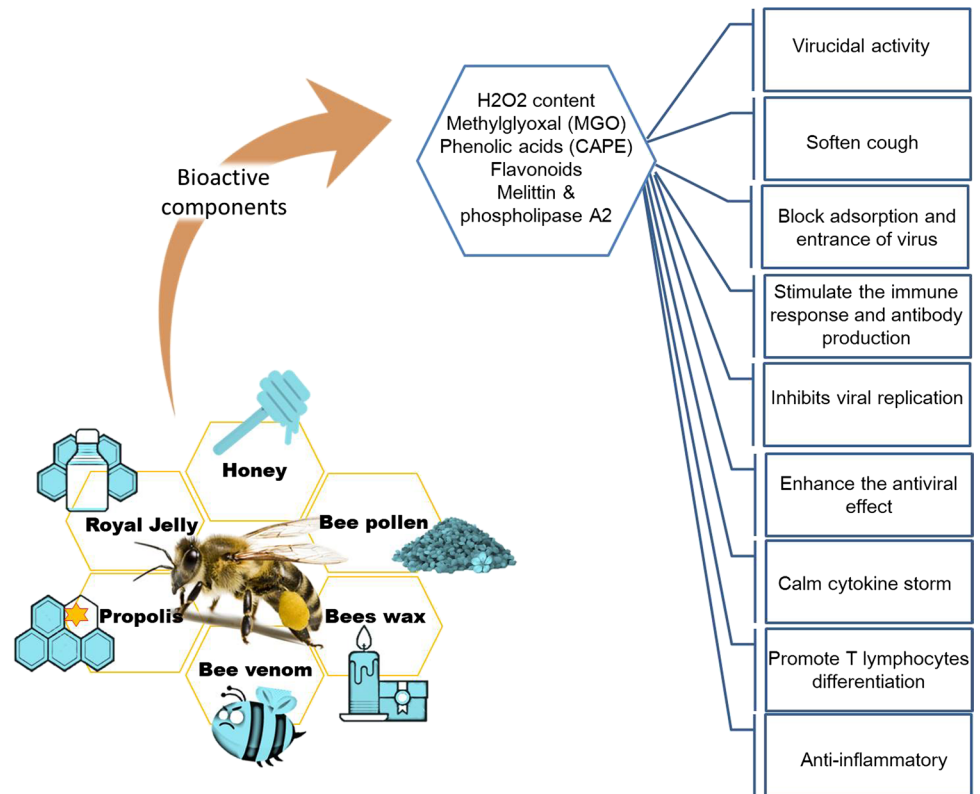 Bioactive
components
H2O2 content
Methylglyoxal (MGO)
Phenolic acids (CAPE)
Flavonoids
Melittin &
phospholipase A2
Virucidal activity
Soften cough
Block adsorption and
entrance of virus
Stimulate the immune
response and antibody
production
Inhibits viral replication
Enhance the antiviral
effect
Calm cytokine storm
Promote T lymphocytes
differentiation
Anti-inflammatory
Honey
Royal Jelly
Bee pollen
Propolis
Bees wax
Bee venom